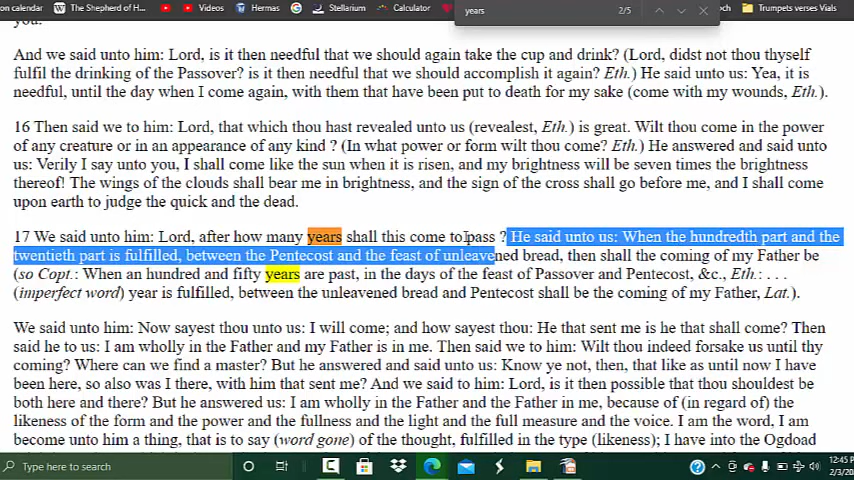 on calendar
The Shepherd of H...
Videos
Hermas
Stellarium
Calculator
years
2/5
Trumpets verses Vials
you.
And we said unto him: Lord, is it then needful that we should again take the cup and drink? (Lord, didst not thou thyself
fulfil the drinking of the Passover? is it then needful that we should accomplish it again? Eth.) He said unto us: Yea, it is
needful, until the day when I come again, with them that have been put to death for my sake (come with my wounds, Eth.).
16 Then said we to him: Lord, that which thou hast revealed unto us (revealest, Eth.) is great. Wilt thou come in the power
of any creature or in an appearance of any kind ? (In what power or form wilt thou come? Eth.) He answered and said unto
us: Verily I say unto you, I shall come like the sun when it is risen, and my brightness will be seven times the brightness
thereof! The wings of the clouds shall bear me in brightness, and the sign of the cross shall go before me, and I shall come
upon earth to judge the quick and the dead.
17 We said unto him: Lord, after how many years shall this come to pass ? He said unto us: When the hundredth part and the
twentieth part is fulfilled, between the Pentecost and the feast of unleavened bread, then shall the coming of my Father be
(so Copt.: When an hundred and fifty years are past, in the days of the feast of Passover and Pentecost, &c., Eth.: . . .
(imperfect word) year is fulfilled, between the unleavened bread and Pentecost shall be the coming of my Father, Lat.).
We said unto him: Now sayest thou unto us: I will come; and how sayest thou: He that sent me is he that shall come? Then
said he to us: I am wholly in the Father and my Father is in me. Then said we to him: Wilt thou indeed forsake us until thy
coming? Where can we find a master? But he answered and said unto us: Know ye not, then, that like as until now I have
been here, so also was I there, with him that sent me? And we said to him: Lord, is it then possible that thou shouldest be
both here and there? But he answered us: I am wholly in the Father and the Father in me, because of (in regard of) the
likeness of the form and the power and the fullness and the light and the full measure and the voice. I am the word, I am
become unto him a thing, that is to say (word gone) of the thought, fulfilled in the type (likeness); I have into the Ogdoad
Type here to search
12:45 P
2/3/20